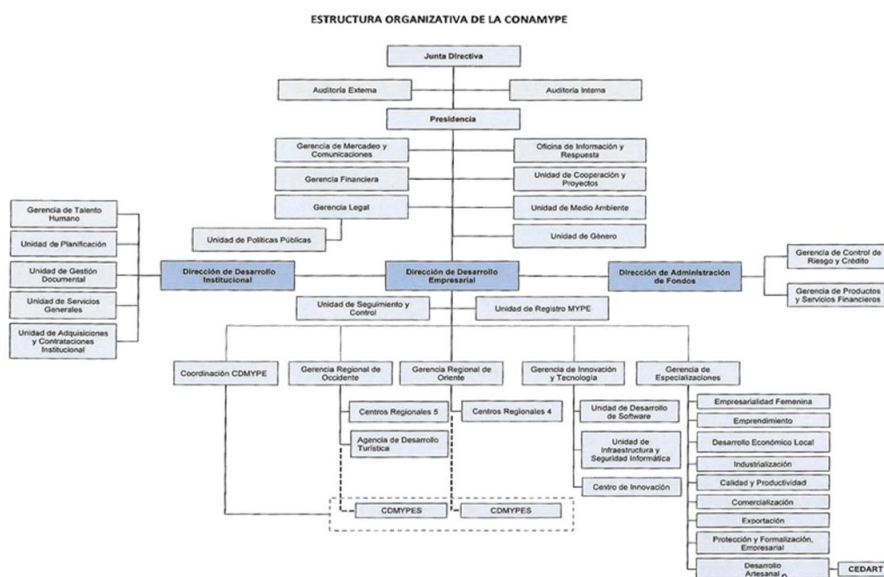 ESTRUCTURA ORGANIZATIVA DE LA CONAMYPE
Junta Directiva
Auditoría Externa
Auditoría Interna
Presidencia
Gerencia de Mercadeo y
Comunicaciones
Oficina de Información y
Respuesta
Gerencia Financiera
Unidad de Cooperación y
Proyectos
Gerencia Legal
Unidad de Medio Ambiente
Unidad de Políticas Públicas
Unidad de Género
Gerencia de Talento
Humano
Unidad de Planificación
Unidad de Gestión
Documental
Unidad de Servicios
Generales
Unidad de Adquisiciones
y Contrataciones
Institucional
Dirección de Desarrollo
Institucional
Dirección de Desarrollo
Empresarial
Dirección de Administración
de Fondos
Gerencia de Control de
Riesgo y Crédito
Gerencia de Productos
y Servicios Financieros
Unidad de Seguimiento y
Control
Unidad de Registro MYPE
Coordinación CDMYPE
Gerencia Regional de
Occidente
Gerencia Regional de
Oriente
Gerencia de Innovación
y Tecnología
Gerencia de
Especializaciones
Centros Regionales 5
Agencia de Desarrollo
Turística
Centros Regionales 4
Unidad de Desarrollo
de Software
Unidad de
Infraestructura y
Seguridad Informática
Centro de Innovación
Empresarialidad Femenina
Emprendimiento
Desarrollo Económico Local
Industrialización
Calidad y Productividad
Comercialización
Exportación
Protección y Formalización,
Empresarial
Desarrollo
Artesanal
CEDART
CDMYPES
CDMYPES